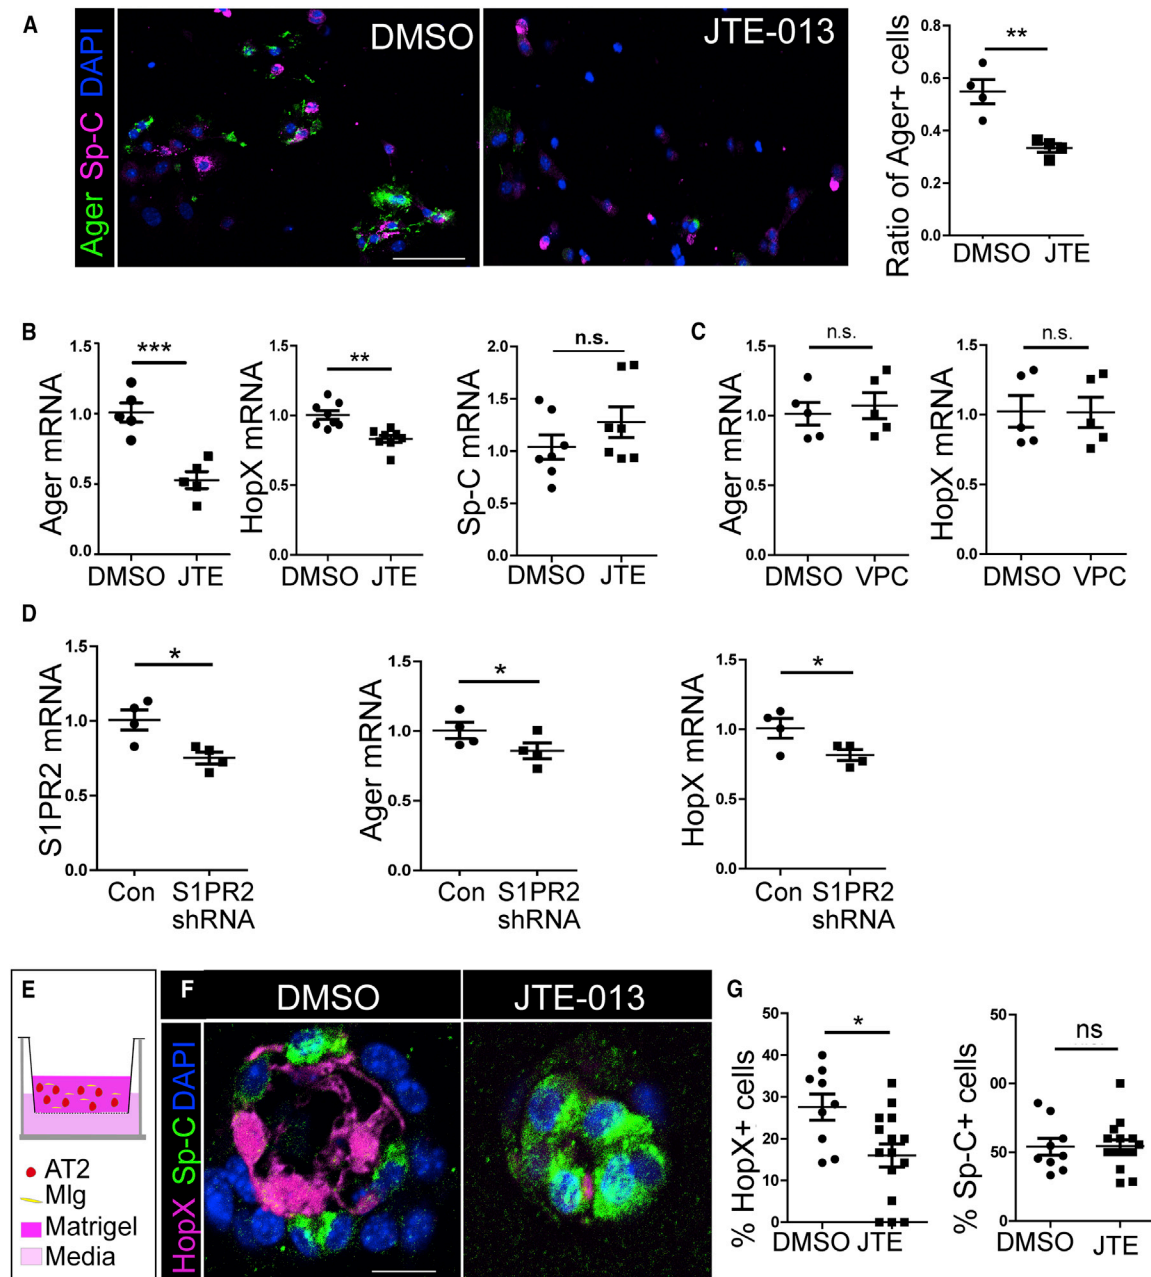 A
Ager Sp-C DAPI
DMSO
JTE-013
Ratio of Ager+ cells
0.8
0.6
0.4
0.2
0.0
**
DMSO JTE
B
Ager mRNA
1.5
1.0
0.5
0.0
***
DMSO JTE
HopX mRNA
1.5
1.0
0.5
0.0
**
DMSO JTE
Sp-C mRNA
2.0
1.5
1.0
0.5
0.0
n.s.
DMSO JTE
C
Ager mRNA
1.5
1.0
0.5
0.0
n.s.
DMSO VPC
HopX mRNA
1.5
1.0
0.5
0.0
n.s.
DMSO VPC
D
S1PR2 mRNA
1.5
1.0
0.5
0.0
*
Con S1PR2
shRNA
Ager mRNA
1.5
1.0
0.5
0.0
*
Con S1PR2
shRNA
HopX mRNA
1.5
1.0
0.5
0.0
*
Con S1PR2
shRNA
E
AT2
Mlg
Matrigel
Media
F
HopX Sp-C DAPI
DMSO
JTE-013
G
% HopX+ cells
50
40
30
20
10
0
*
DMSO JTE
% Sp-C+ cells
50
00
50
0
ns
DMSO JTE